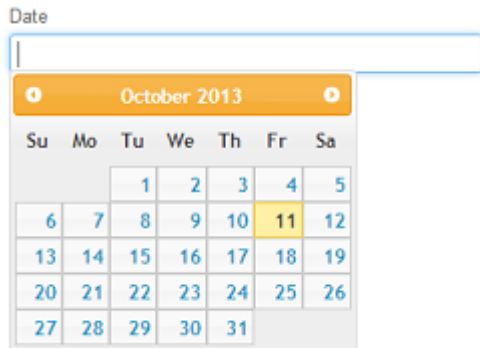 Date
October 2013
Su Mo Tu We Th Fr Sa
1 2 3 4 5
6 7 8 9 10 11 12
13 14 15 16 17 18 19
20 21 22 23 24 25 26
27 28 29 30 31